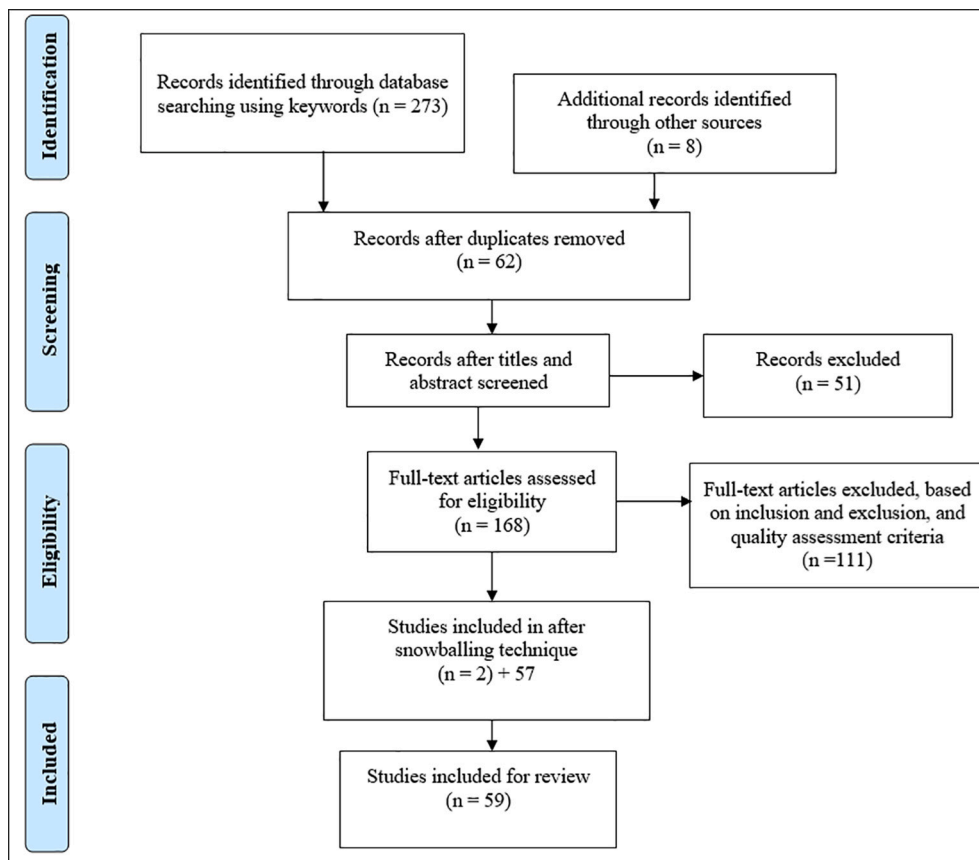 Identification
Records identified through database
searching using keywords (n = 273)
Additional records identified
through other sources
(n = 8)
Screening
Records after duplicates removed
(n = 62)
Records after titles and
abstract screened
Records excluded
(n = 51)
Eligibility
Full-text articles assessed
for eligibility
(n = 168)
Full-text articles excluded, based
on inclusion and exclusion, and
quality assessment criteria
(n =111)
Studies included in after
snowballing technique
(n = 2) + 57
Included
Studies included for review
(n = 59)